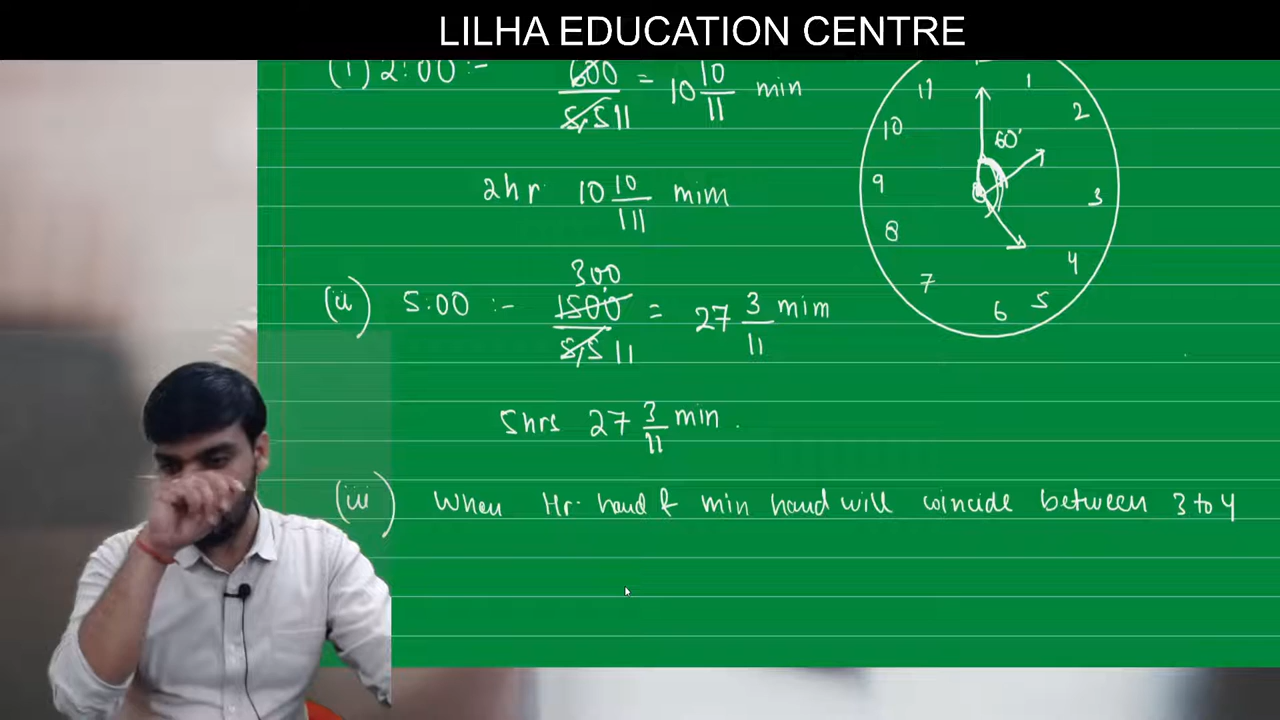 LILHA EDUCATION CENTRE
(i) 2:00 :- 600/5.5 11 = 10 10/11 min
2hr 10 10/11 mim
300
(ii) 5:00 :- 1500/5.5 11 = 27 3/11 mim
5hrs 27 3/11 min.
(iii) When Hr. hand & min hand will coincide between 3 to 4
1
2
3
4
5
6
7
8
9
10
11
60°